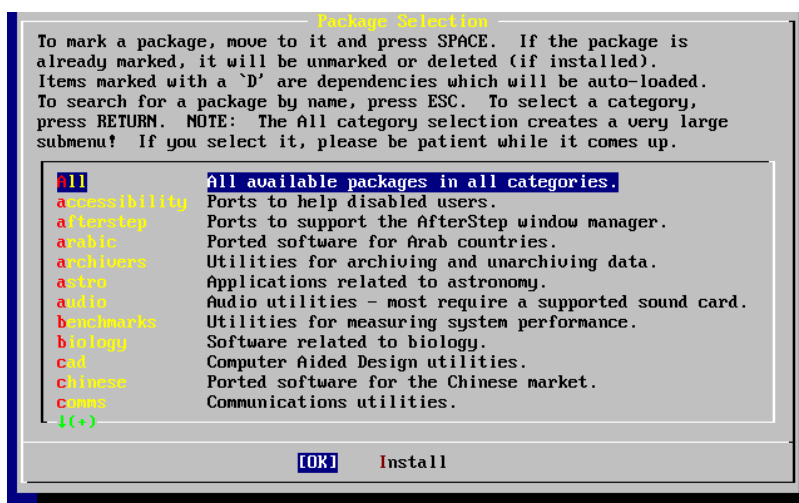 Package Selection
To mark a package, move to it and press SPACE.  If the package is
already marked, it will be unmarked or deleted (if installed).
Items marked with a `D' are dependencies which will be auto-loaded.
To search for a package by name, press ESC.  To select a category,
press RETURN.  NOTE:  The All category selection creates a very large
submenu!  If you select it, please be patient while it comes up.
All All available packages in all categories.
accessibility Ports to help disabled users.
afterstep Ports to support the AfterStep window manager.
arabic Ported software for Arab countries.
archivers Utilities for archiving and unarchiving data.
astro Applications related to astronomy.
audio Audio utilities - most require a supported sound card.
benchmarks Utilities for measuring system performance.
biology Software related to biology.
cad Computer Aided Design utilities.
chinese Ported software for the Chinese market.
comms Communications utilities.
↓(+)
[OK] Install